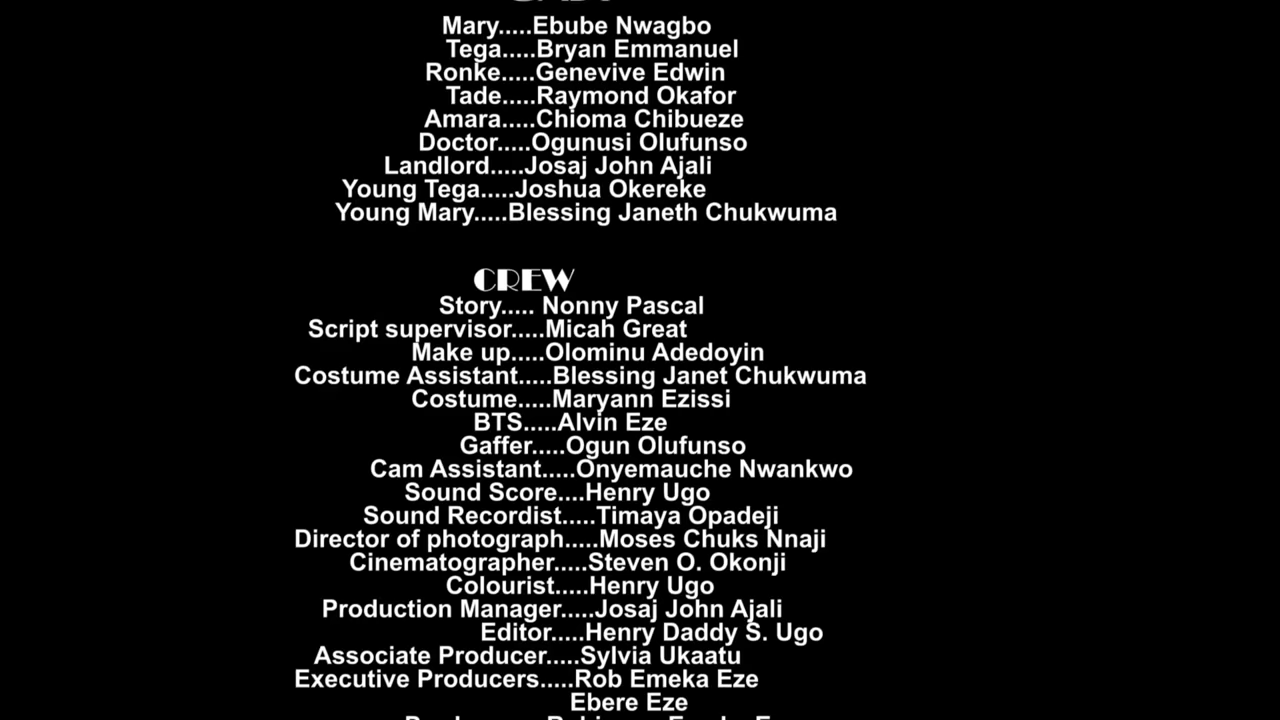 Mary.....Ebube Nwagbo
Tega.....Bryan Emmanuel
Ronke.....Genevive Edwin
Tade.....Raymond Okafor
Amara.....Chioma Chibueze
Doctor.....Ogunusi Olufunso
Landlord.....Josaj John Ajali
Young Tega.....Joshua Okereke
Young Mary.....Blessing Janeth Chukwuma
CREW
Story..... Nonny Pascal
Script supervisor.....Micah Great
Make up.....Olominu Adedoyin
Costume Assistant.....Blessing Janet Chukwuma
Costume.....Maryann Ezissi
BTS.....Alvin Eze
Gaffer.....Ogun Olufunso
Cam Assistant.....Onyemauche Nwankwo
Sound Score....Henry Ugo
Sound Recordist.....Timaya Opadeji
Director of photograph.....Moses Chuks Nnaji
Cinematographer.....Steven O. Okonji
Colourist.....Henry Ugo
Production Manager.....Josaj John Ajali
Editor.....Henry Daddy S. Ugo
Associate Producer.....Sylvia Ukaatu
Executive Producers.....Rob Emeka Eze
Ebere Eze